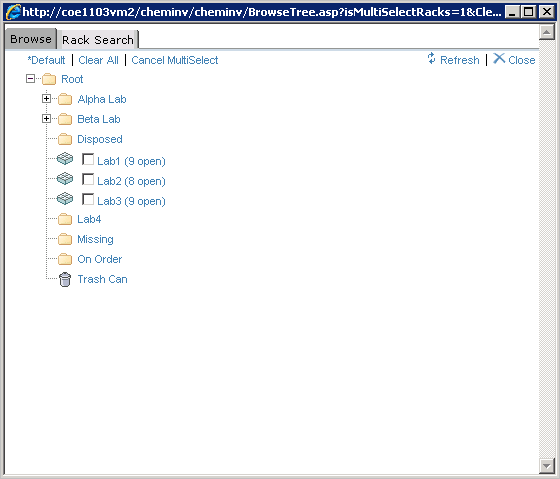 http://coe1103vm2/cheminv/cheminv/BrowseTree.asp?isMultiSelectRacks=1&Cle...
Browse Rack Search
*Default | Clear All | Cancel MultiSelect Refresh | Close
Root
Alpha Lab
Beta Lab
Disposed
Lab1 (9 open)
Lab2 (8 open)
Lab3 (9 open)
Lab4
Missing
On Order
Trash Can